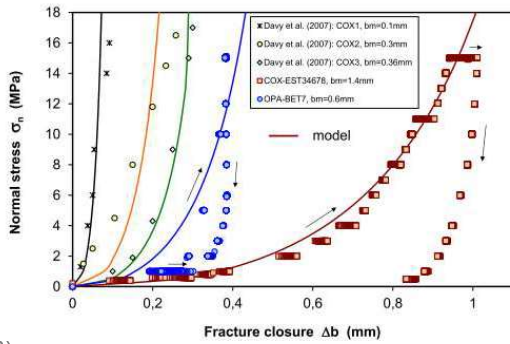 18
16
14
12
10
8
6
4
2
0
Normal stress σn (MPa)
Davy et al. (2007): COX1, bm=0.1mm
Davy et al. (2007): COX2, bm=0.3mm
Davy et al. (2007): COX3, bm=0.36mm
COX-EST34676, bm=1.4mm
OPA-BET7, bm=0.6mm
model
0 0,2 0,4 0,6 0,8 1
Fracture closure Δb (mm)